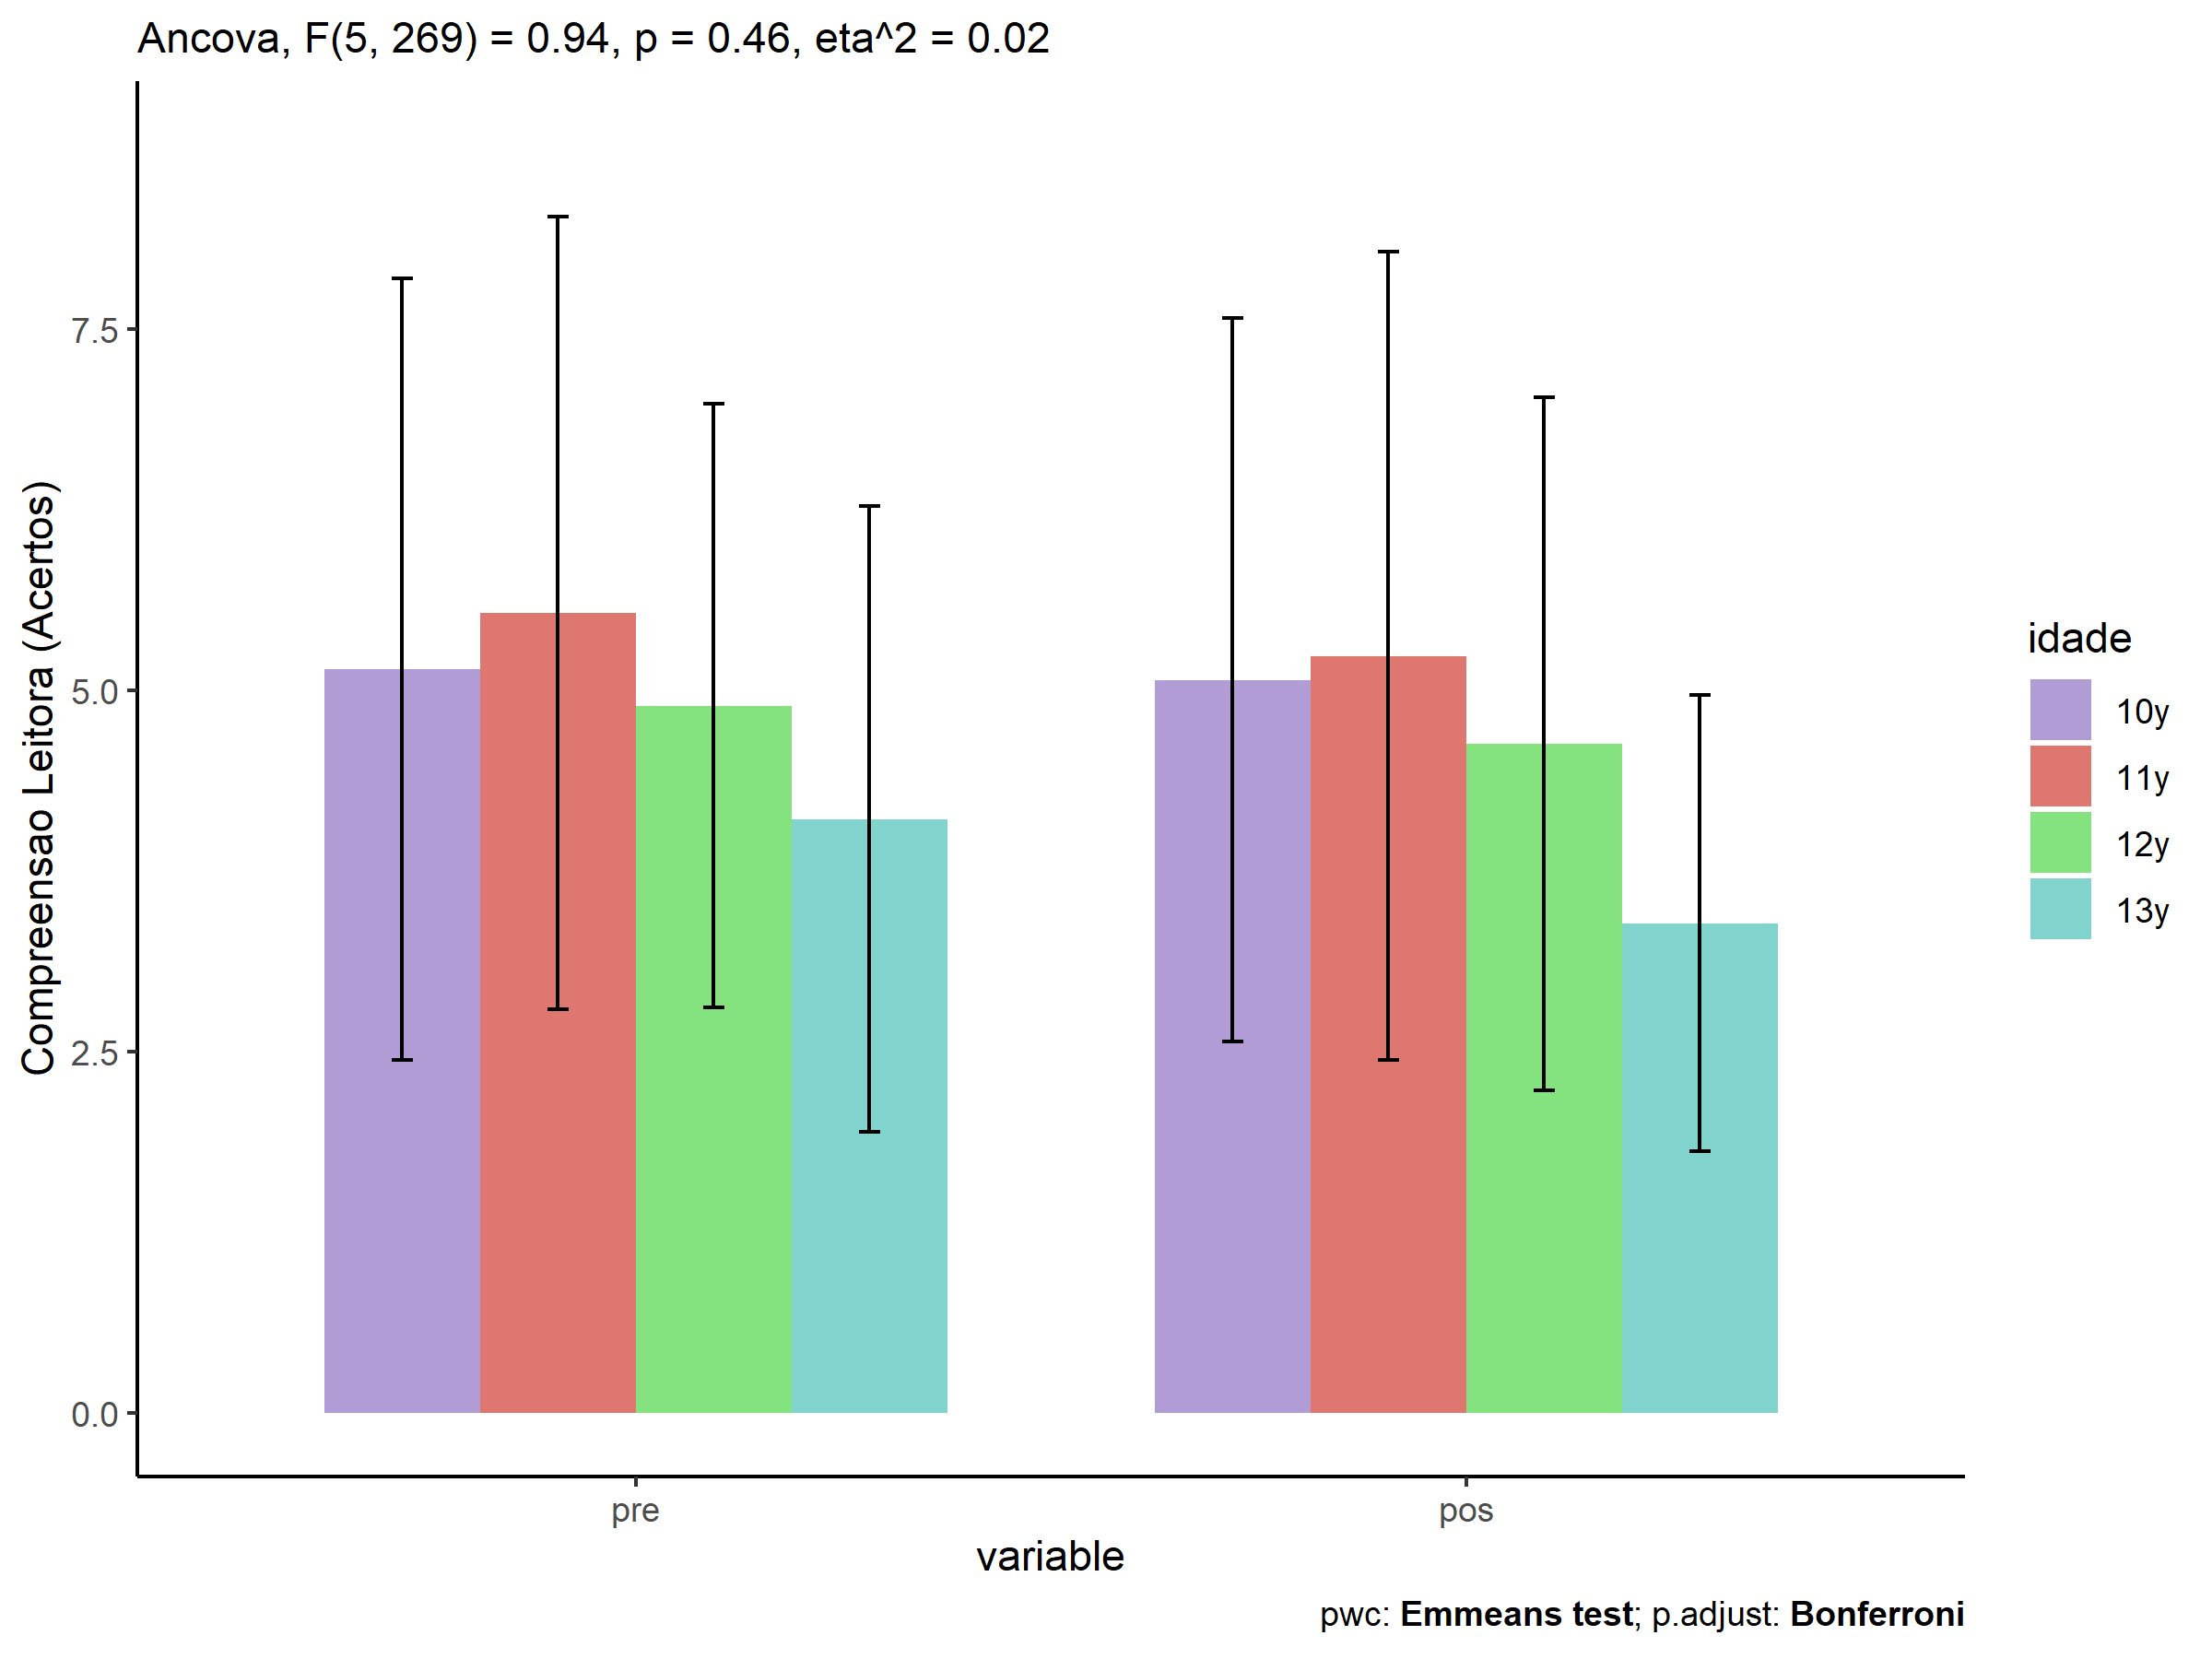 Ancova, F(5, 269) = 0.94, p = 0.46, eta^2 = 0.02
Compreensao Leitora (Acertos)
7.5
5.0
2.5
0.0
pre
pos
variable
idade
10y
11y
12y
13y
pwc: Emmeans test; p.adjust: Bonferroni